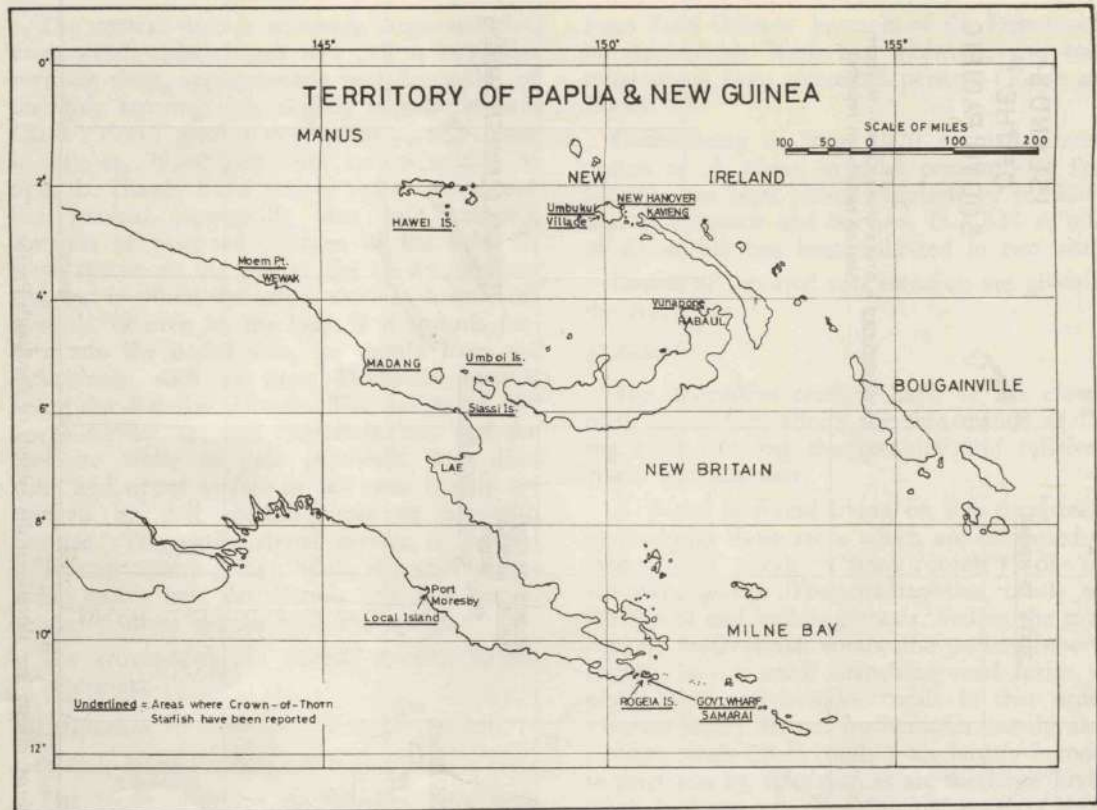 145°
150°
155°
0°
TERRITORY OF PAPUA & NEW GUINEA
MANUS
SCALE OF MILES
100 50 0 100 200
2°
NEW IRELAND
HAWEI IS.
Umbukul
Village
NEW HANOVER
KAVIENG
Moem Pt.
WEWAK
4°
Vunapope
RABAUL
MADANG
Umboi Is.
Siassi Is.
BOUGAINVILLE
6°
LAE
NEW BRITAIN
8°
Port
Moresby
Local Island
10°
MILNE BAY
ROGEIA IS.
GOVT. WHARF
SAMARAI
Underlined = Areas where Crown-of-Thorn
Starfish have been reported
12°